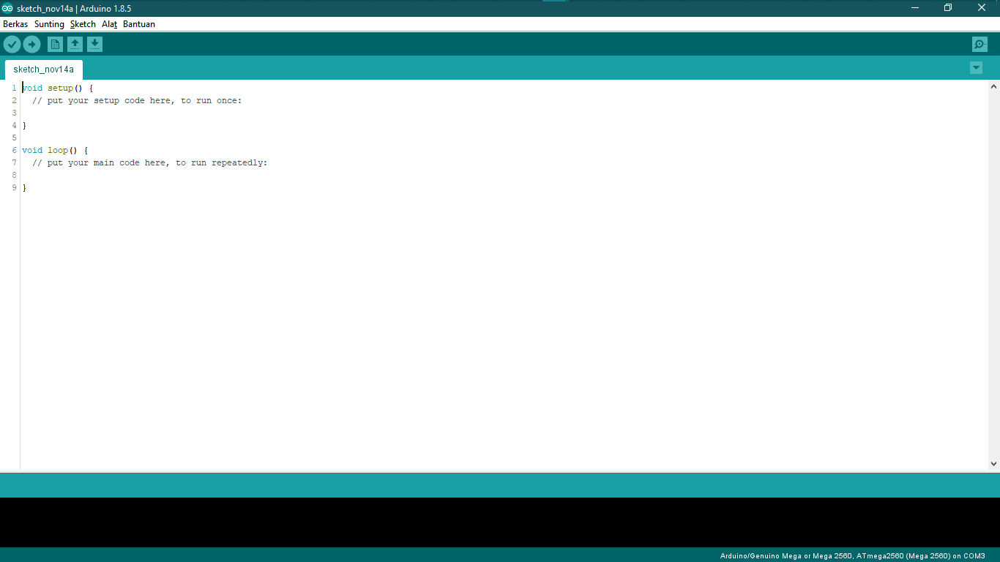 sketch_nov14a | Arduino 1.8.5
Berkas Sunting Sketch Alat Bantuan
sketch_nov14a
1 void setup() {
2   // put your setup code here, to run once:
3
4 }
5
6 void loop() {
7   // put your main code here, to run repeatedly:
8
9 }
Arduino/Genuino Mega or Mega 2560, ATmega2560 (Mega 2560) on COM3